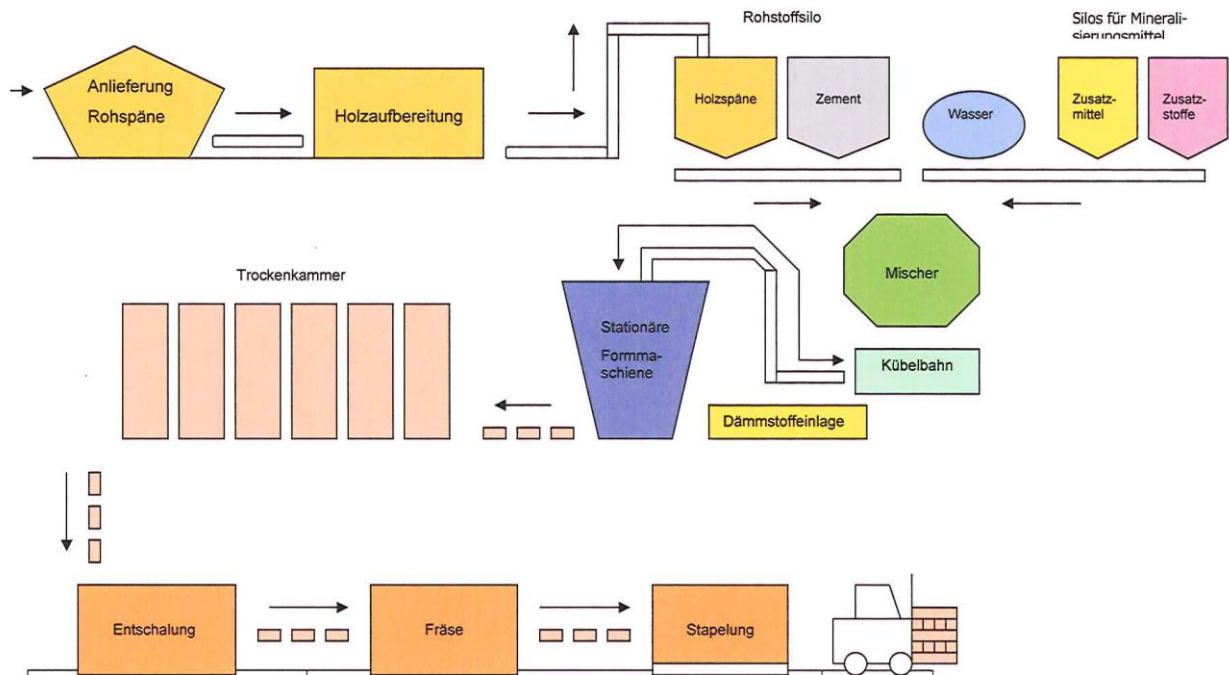 Rohstoffsilo
Silos für Minerali-
sierungsmittel
Anlieferung
Rohspäne
Holzaufbereitung
Holzspäne
Zement
Wasser
Zusatz-
mittel
Zusatz-
stoffe
Mischer
Trockenkammer
Stationäre
Formma-
schiene
Kübelbahn
Dämmstoffeinlage
Entschalung
Fräse
Stapelung